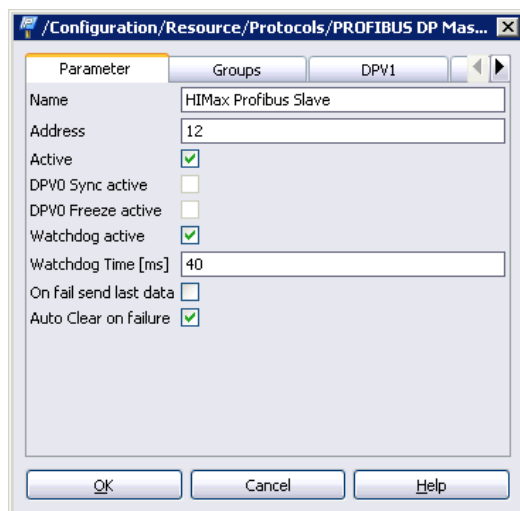 /Configuration/Resource/Protocols/PROFIBUS DP Mas...
Parameter Groups DPV1
Name HIMax Profibus Slave
Address 12
Active
DPV0 Sync active
DPV0 Freeze active
Watchdog active
Watchdog Time [ms] 40
On fail send last data
Auto Clear on failure
OK Cancel Help